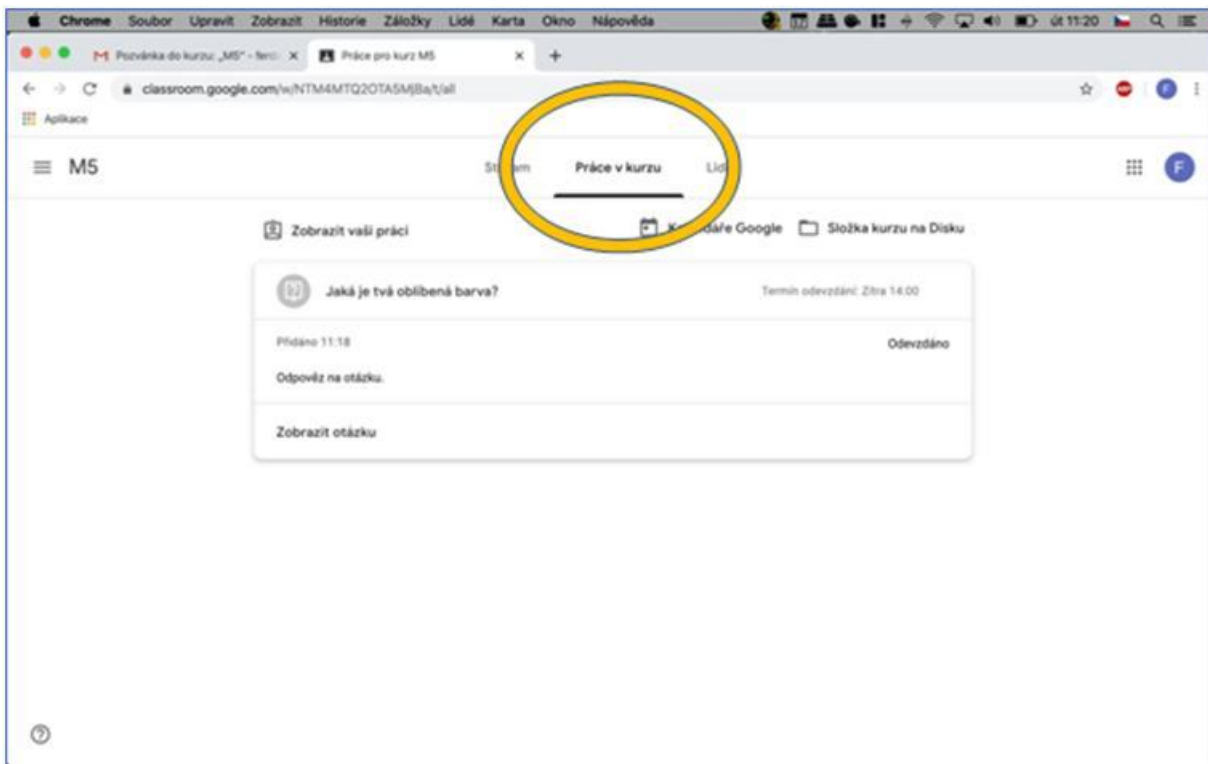 Chrome Soubor Upravit Zobrazit Historie Záložky Lidé Karta Okno Nápověda 17 út 11:20
Pozvánka do kurzu: „M5“ - Práce pro kurz M5
classroom.google.com/w/ F
Aplikace
M5 Práce v kurzu F
Zobrazit vaši práci Google Složka kurzu na Disku
Jaká je tvá oblíbená barva? Termín odevzdání: Zítra 14:00
Přidáno 11:18 Odevzdáno
Odpověz na otázku.
Zobrazit otázku